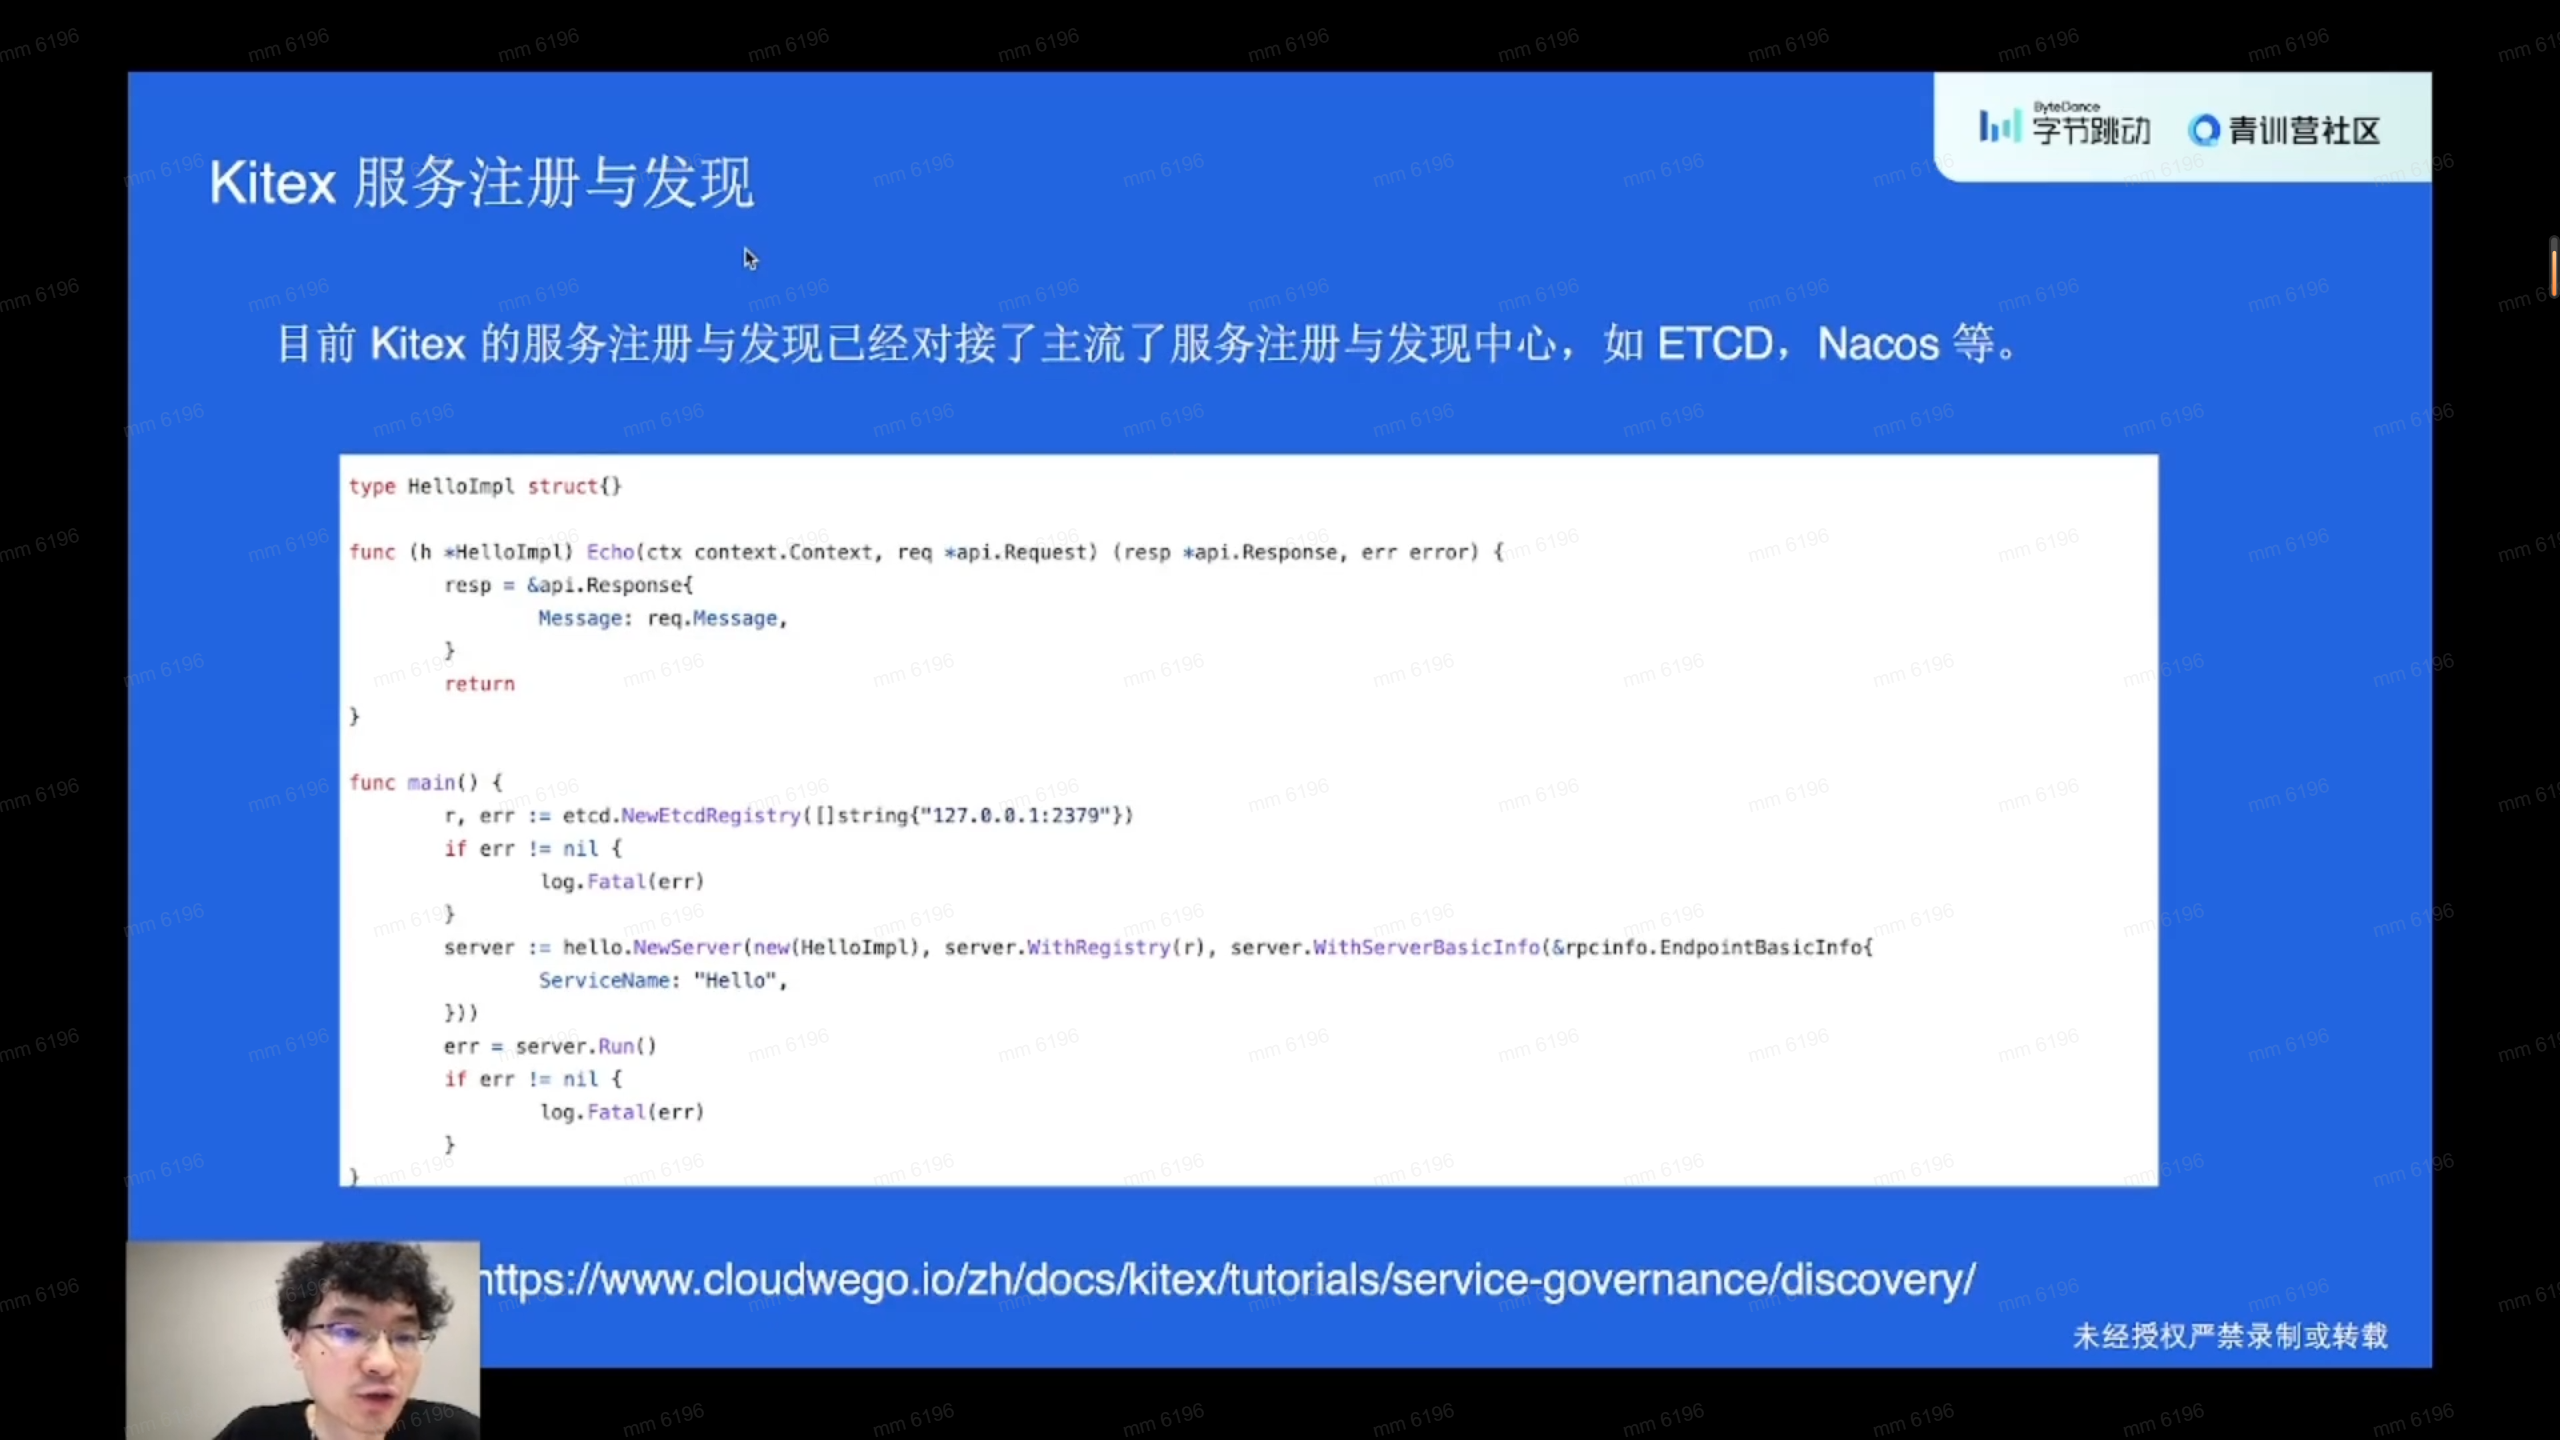 ByteDance
字节跳动 青训营社区
Kitex 服务注册与发现
目前 Kitex 的服务注册与发现已经对接了主流了服务注册与发现中心，如 ETCD，Nacos 等。
type HelloImpl struct{}
func (h *HelloImpl) Echo(ctx context.Context, req *api.Request) (resp *api.Response, err error) {
resp = &api.Response{
Message: req.Message,
}
return
}
func main() {
r, err := etcd.NewEtcdRegistry([]string{"127.0.0.1:2379"})
if err != nil {
log.Fatal(err)
}
server := hello.NewServer(new(HelloImpl), server.WithRegistry(r), server.WithServerBasicInfo(&rpcinfo.EndpointBasicInfo{
ServiceName: "Hello",
}))
err = server.Run()
if err != nil {
log.Fatal(err)
}
}
https://www.cloudwego.io/zh/docs/kitex/tutorials/service-governance/discovery/
未经授权严禁录制或转载
mm 6196